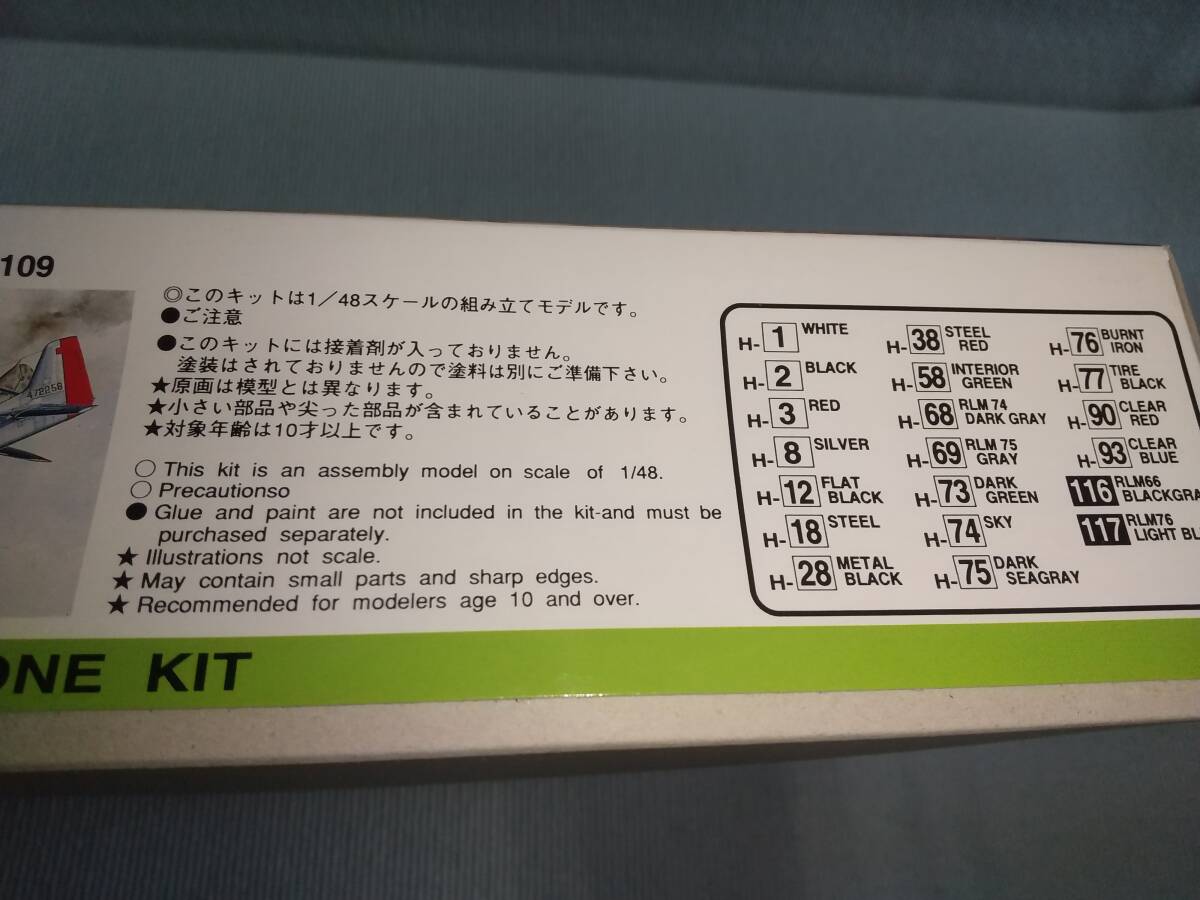 109
472258
◎このキットは1／48スケールの組み立てモデルです。
●ご注意
●このキットには接着剤が入っておりません。
塗装はされておりませんので塗料は別にご準備下さい。
★原画は模型とは異なります。
★小さい部品や尖った部品が含まれていることがあります。
★対象年齢は10才以上です。
○ This kit is an assembly model on scale of 1/48.
○ Precautionso
● Glue and paint are not included in the kit-and must be
purchased separately.
★ Illustrations not scale.
★ May contain small parts and sharp edges.
★ Recommended for modelers age 10 and over.
H-1 WHITE
H-2 BLACK
H-3 RED
H-8 SILVER
H-12 FLAT
BLACK
H-18 STEEL
H-28 METAL
BLACK
H-38 STEEL
RED
H-58 INTERIOR
GREEN
H-68 RLM 74
DARK GRAY
H-69 RLM 75
GRAY
H-73 DARK
GREEN
H-74 SKY
H-75 DARK
SEAGRAY
H-76 BURNT
IRON
H-77 TIRE
BLACK
H-90 CLEAR
RED
H-93 CLEAR
BLUE
116 RLM66
BLACKGRA
117 RLM76
LIGHT BL
ONE KIT